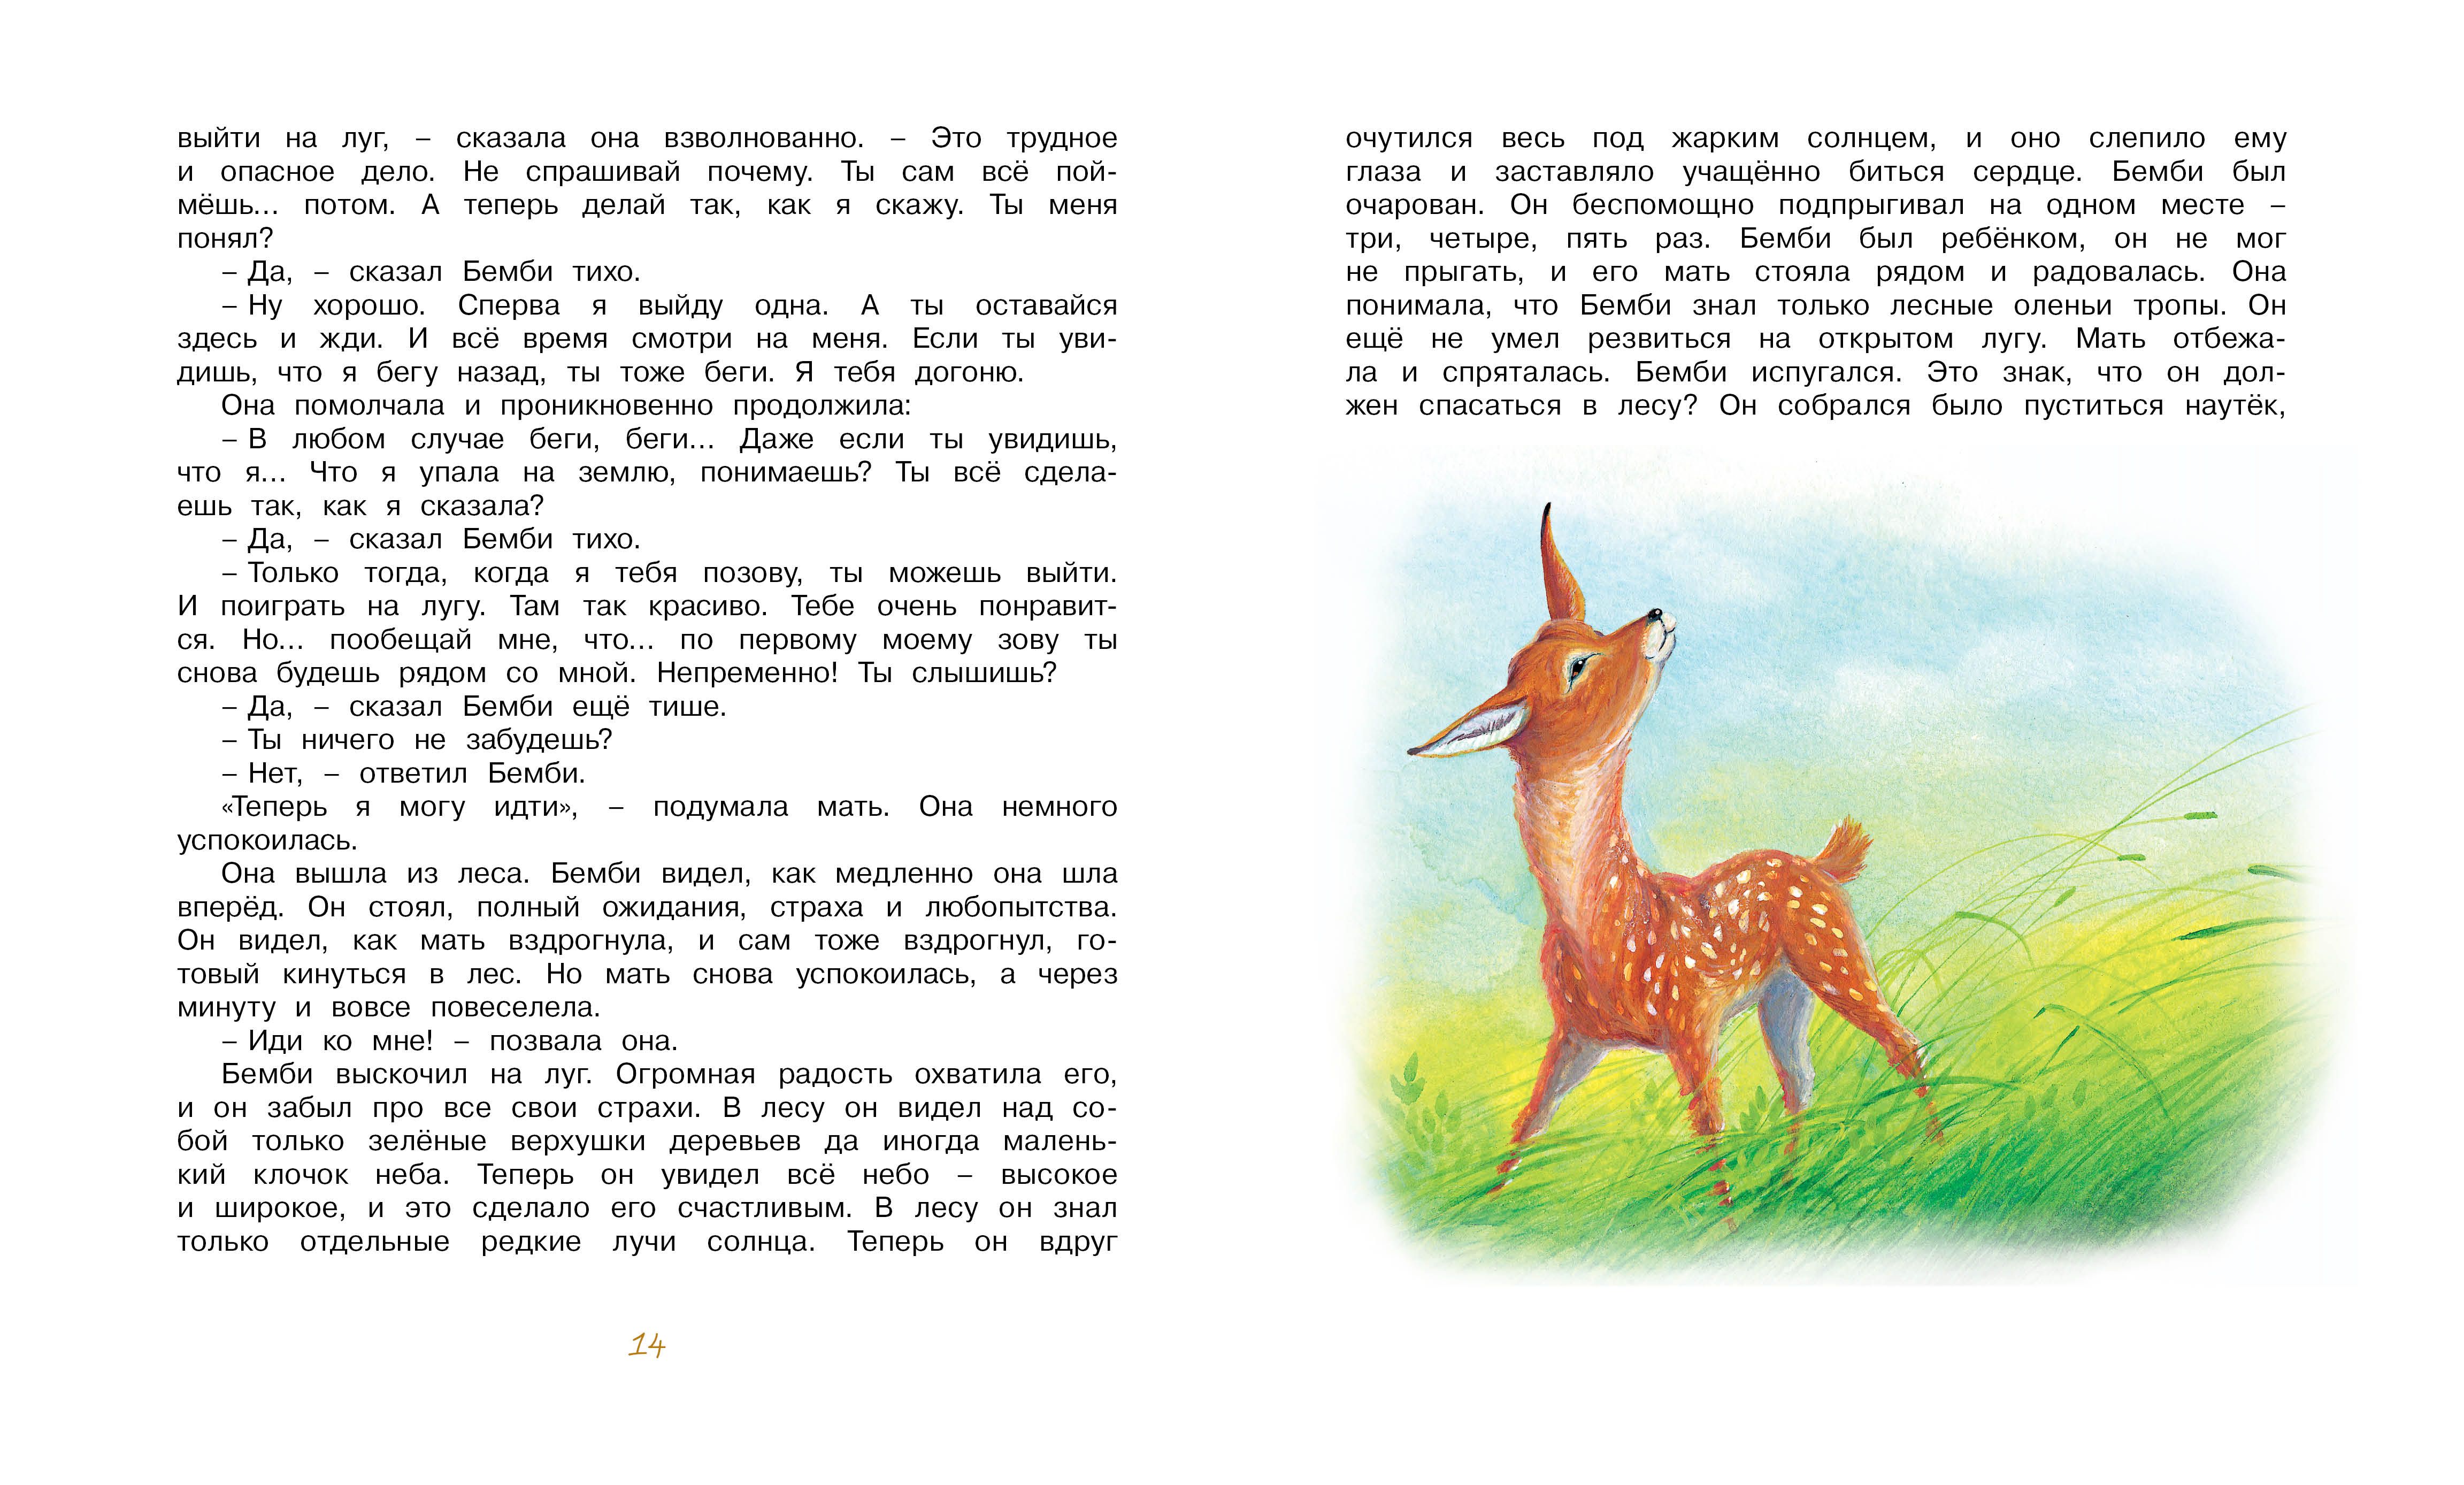 выйти на луг, – сказала она взволнованно. – Это трудное
и опасное дело. Не спрашивай почему. Ты сам всё пой-
мёшь... потом. А теперь делай так, как я скажу. Ты меня
понял?
– Да, – сказал Бемби тихо.
– Ну хорошо. Сперва я выйду одна. А ты оставайся
здесь и жди. И всё время смотри на меня. Если ты уви-
дишь, что я бегу назад, ты тоже беги. Я тебя догоню.
Она помолчала и проникновенно продолжила:
– В любом случае беги, беги... Даже если ты увидишь,
что я... Что я упала на землю, понимаешь? Ты всё сдела-
ешь так, как я сказала?
– Да, – сказал Бемби тихо.
– Только тогда, когда я тебя позову, ты можешь выйти.
И поиграть на лугу. Там так красиво. Тебе очень понравит-
ся. Но... пообещай мне, что... по первому моему зову ты
снова будешь рядом со мной. Непременно! Ты слышишь?
– Да, – сказал Бемби ещё тише.
– Ты ничего не забудешь?
– Нет, – ответил Бемби.
«Теперь я могу идти», – подумала мать. Она немного
успокоилась.
Она вышла из леса. Бемби видел, как медленно она шла
вперёд. Он стоял, полный ожидания, страха и любопытства.
Он видел, как мать вздрогнула, и сам тоже вздрогнул, го-
товый кинуться в лес. Но мать снова успокоилась, а через
минуту и вовсе повеселела.
– Иди ко мне! – позвала она.
Бемби выскочил на луг. Огромная радость охватила его,
и он забыл про все свои страхи. В лесу он видел над со-
бой только зелёные верхушки деревьев да иногда малень-
кий клочок неба. Теперь он увидел всё небо – высокое
и широкое, и это сделало его счастливым. В лесу он знал
только отдельные редкие лучи солнца. Теперь он вдруг
14
очутился весь под жарким солнцем, и оно слепило ему
глаза и заставляло учащённо биться сердце. Бемби был
очарован. Он беспомощно подпрыгивал на одном месте –
три, четыре, пять раз. Бемби был ребёнком, он не мог
не прыгать, и его мать стояла рядом и радовалась. Она
понимала, что Бемби знал только лесные оленьи тропы. Он
ещё не умел резвиться на открытом лугу. Мать отбежа-
ла и спряталась. Бемби испугался. Это знак, что он дол-
жен спасаться в лесу? Он собрался было пуститься наутёк,